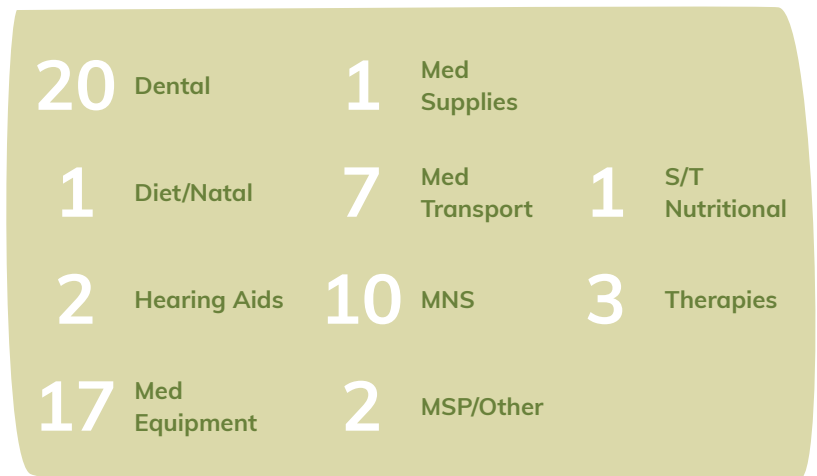 20 Dental
1 Med
Supplies
1 Diet/Natal
7 Med
Transport
1 S/T
Nutritional
2 Hearing Aids
10 MNS
3 Therapies
17 Med
Equipment
2 MSP/Other